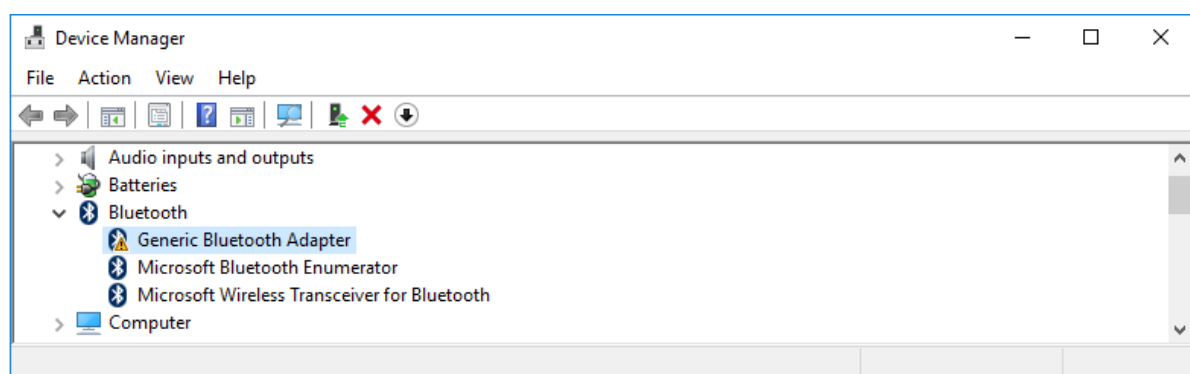 Device Manager
File Action View Help
Audio inputs and outputs
Batteries
Bluetooth
Generic Bluetooth Adapter
Microsoft Bluetooth Enumerator
Microsoft Wireless Transceiver for Bluetooth
Computer